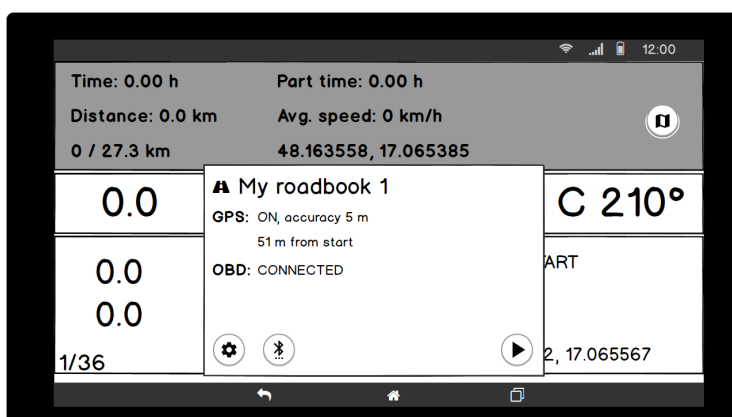 12:00
Time: 0.00 h Part time: 0.00 h
Distance: 0.0 km Avg. speed: 0 km/h
0 / 27.3 km 48.163558, 17.065385
0.0 C 210°
My roadbook 1
GPS: ON, accuracy 5 m
51 m from start
OBD: CONNECTED
0.0
0.0
1/36
ART
2, 17.065567